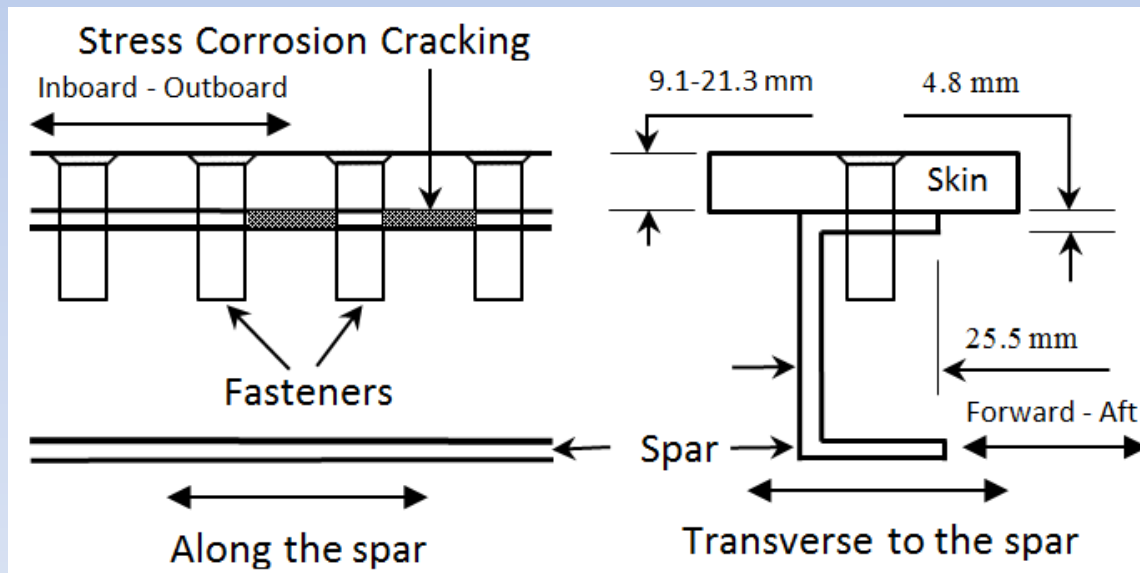 Stress Corrosion Cracking
Inboard - Outboard
Fasteners
Along the spar
9.1-21.3 mm
4.8 mm
Skin
25.5 mm
Forward - Aft
Spar
Transverse to the spar